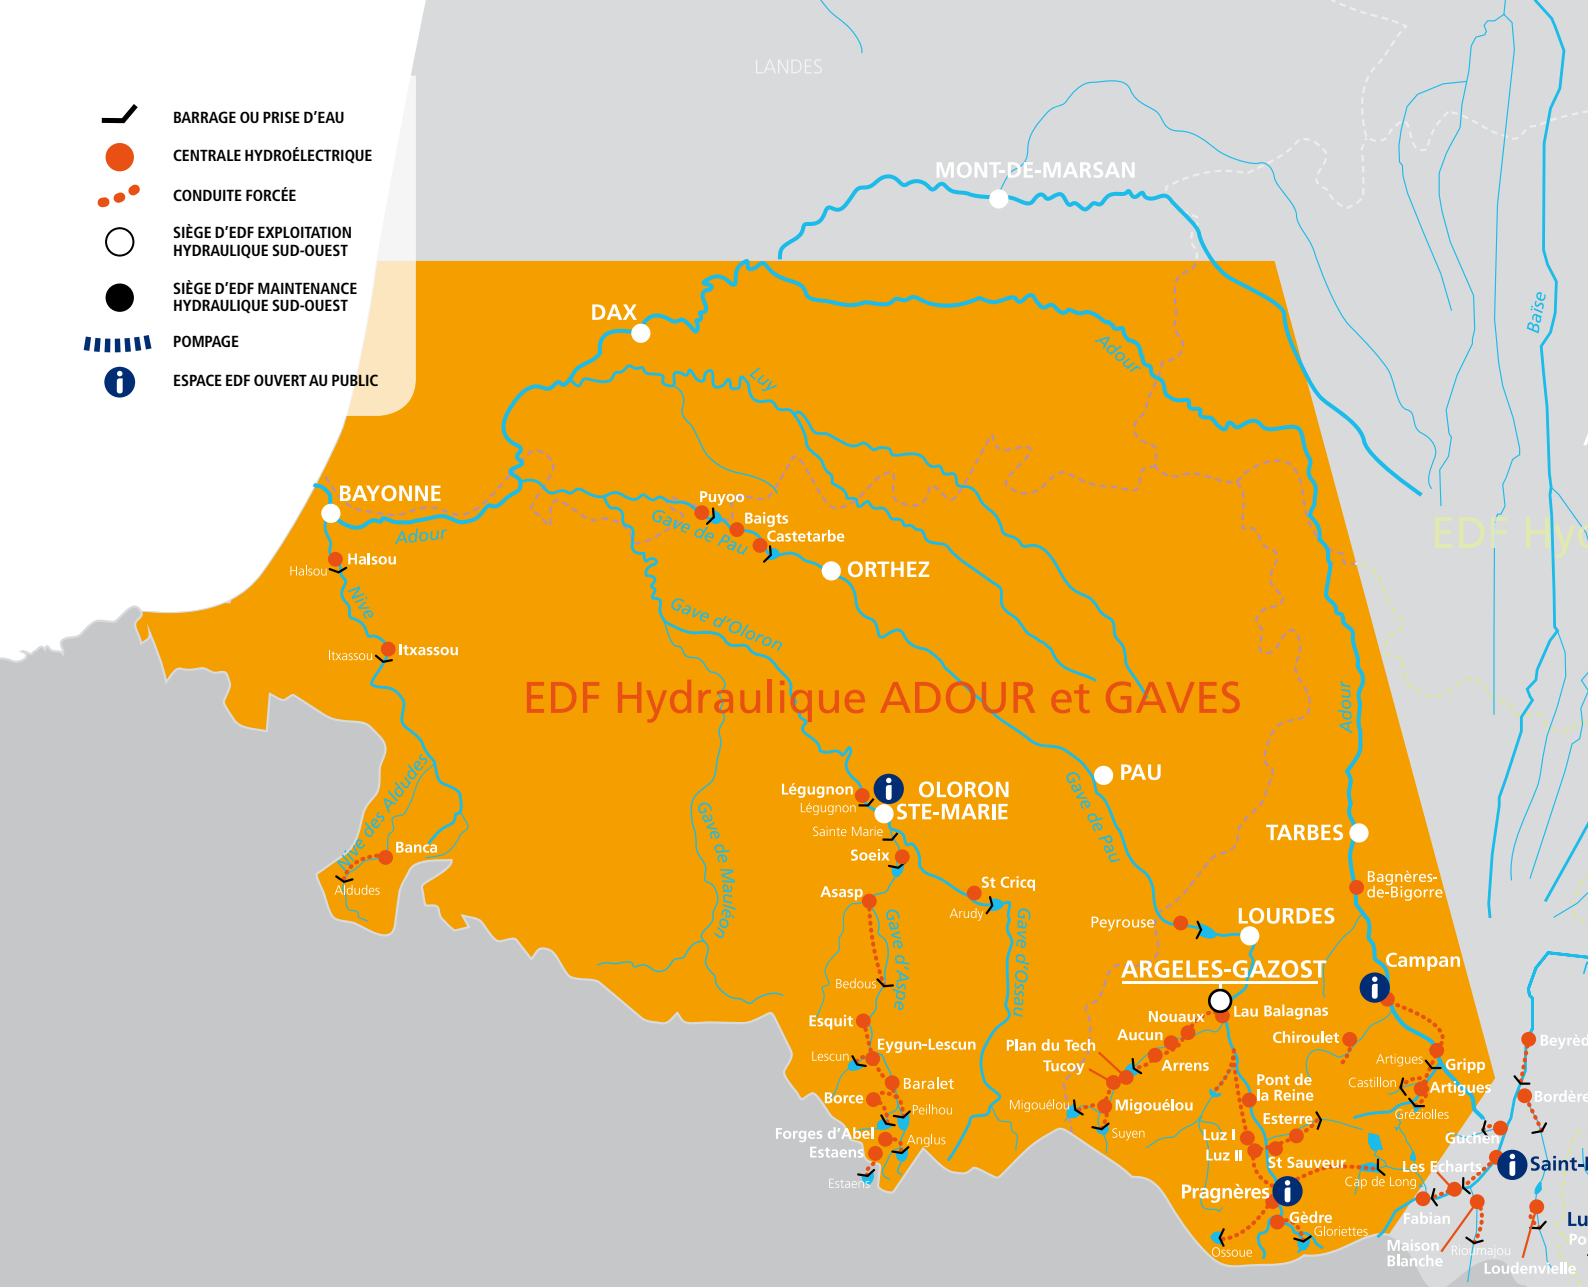 LANDES
BARRAGE OU PRISE D'EAU
CENTRALE HYDROÉLECTRIQUE
CONDUITE FORCÉE
SIÈGE D'EDF EXPLOITATION
HYDRAULIQUE SUD-OUEST
SIÈGE D'EDF MAINTENANCE
HYDRAULIQUE SUD-OUEST
POMPAGE
ESPACE EDF OUVERT AU PUBLIC
MONT-DE-MARSAN
DAX
Baïse
Adour
Luy
BAYONNE
Adour
Puyoo
Baigts
Castetarbe
Gave de Pau
ORTHEZ
EDF Hyd
Halsou
Halsou
Nive
Itxassou
Itxassou
Gave d'Oloron
EDF Hydraulique ADOUR et GAVES
Adour
PAU
Gave de Pau
Légugnon
Légugnon
OLORON
STE-MARIE
Sainte Marie
Soeix
TARBES
Nive des Aldudes
Banca
Aldudes
Gave de Mauléon
Asasp
St Cricq
Arudy
Gave d'Aspe
Gave d'Ossau
Bedous
Bagnères-
de-Bigorre
Peyrouse
LOURDES
ARGELES-GAZOST
Campan
Esquit
Eygun-Lescun
Lescun
Baralet
Borce
Peilhou
Forges d'Abel
Anglus
Estaens
Estaens
Nouaux
Lau Balagnas
Aucun
Plan du Tech
Arrens
Tucoy
Migouélou
Migouélou
Suyen
Chiroulet
Artigues
Gripp
Castillon
Artigues
Gréziolles
Pont de
la Reine
Esterre
Luz I
Luz II
St Sauveur
Cap de Long
Pragnères
Gèdre
Gloriettes
Ossoue
Beyrèd
Bordère
Guchen
Les Echarts
Saint-L
Fabian
Maison
Blanche
Rioumajou
Loudenvielle
Lu
Po